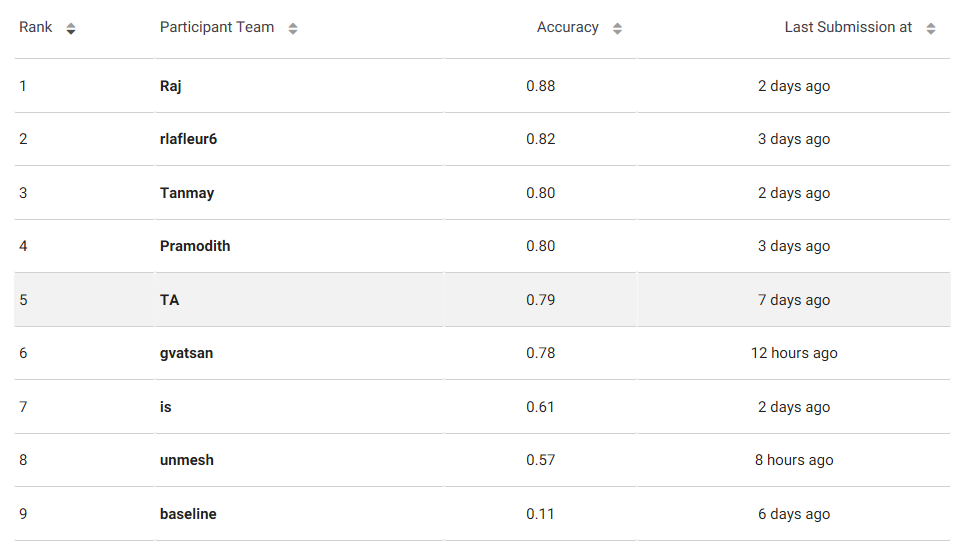 Rank Participant Team Accuracy Last Submission at
1 Raj 0.88 2 days ago
2 rlafleur6 0.82 3 days ago
3 Tanmay 0.80 2 days ago
4 Pramodith 0.80 3 days ago
5 TA 0.79 7 days ago
6 gvatsan 0.78 12 hours ago
7 is 0.61 2 days ago
8 unmesh 0.57 8 hours ago
9 baseline 0.11 6 days ago